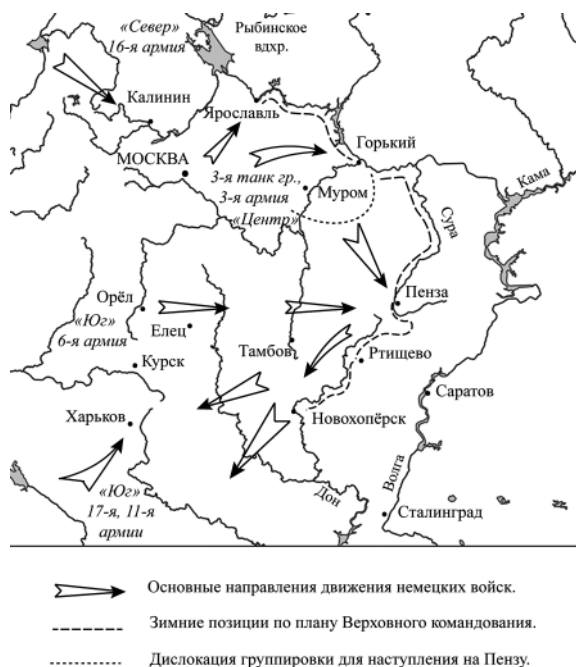 «Север»
16-я армия
Рыбинское
вдхр.
Калинин
Ярославль
Горький
МОСКВА
3-я танк гр.,
3-я армия
«Центр»
Муром
Кама
Сура
Пенза
Орёл
«Юг»
6-я армия
Елец
Тамбов
Ртищево
Курск
Саратов
Новохопёрск
Харьков
«Юг»
17-я, 11-я
армии
Дон
Волга
Сталинград
Основные направления движения немецких войск.
Зимние позиции по плану Верховного командования.
Дислокация группировки для наступления на Пензу.